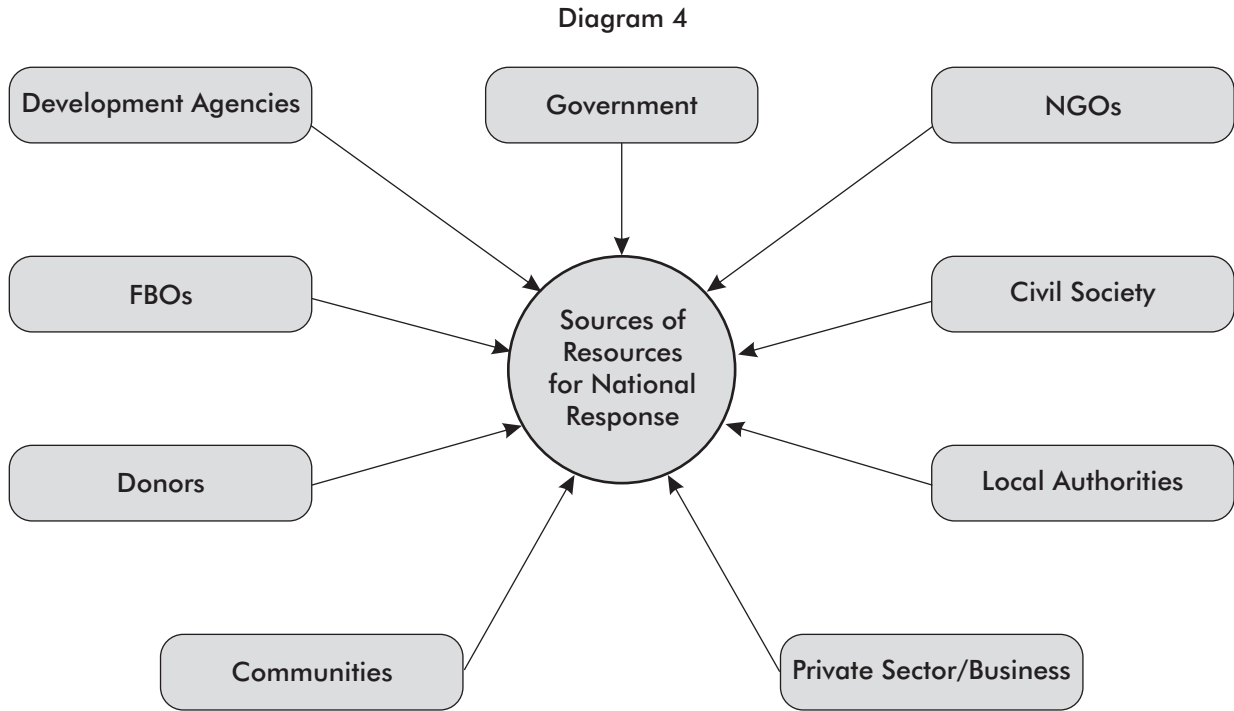 Diagram 4
Development Agencies
Government
NGOs
FBOs
Civil Society
Sources of
Resources
for National
Response
Donors
Local Authorities
Communities
Private Sector/Business